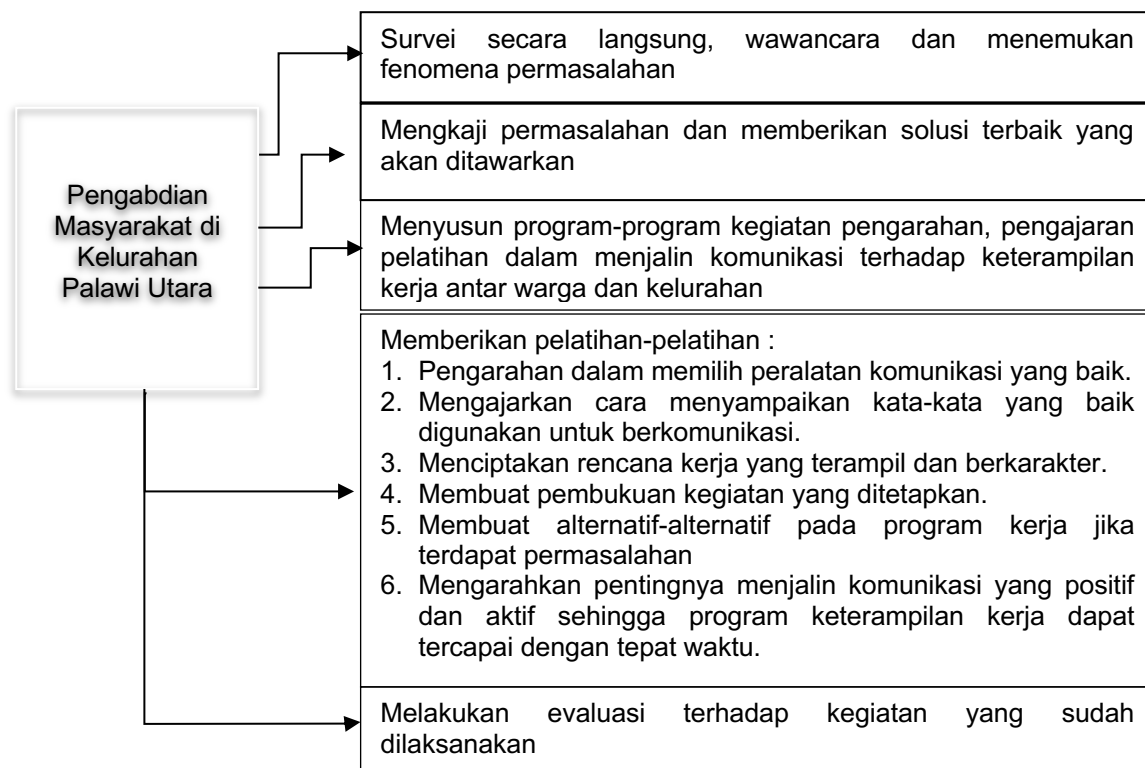 Pengabdian
Masyarakat di
Kelurahan
Palawi Utara
Survei secara langsung, wawancara dan menemukan
fenomena permasalahan
Mengkaji permasalahan dan memberikan solusi terbaik yang
akan ditawarkan
Menyusun program-program kegiatan pengarahan, pengajaran
pelatihan dalam menjalin komunikasi terhadap keterampilan
kerja antar warga dan kelurahan
Memberikan pelatihan-pelatihan :
1. Pengarahan dalam memilih peralatan komunikasi yang baik.
2. Mengajarkan cara menyampaikan kata-kata yang baik
digunakan untuk berkomunikasi.
3. Menciptakan rencana kerja yang terampil dan berkarakter.
4. Membuat pembukuan kegiatan yang ditetapkan.
5. Membuat alternatif-alternatif pada program kerja jika
terdapat permasalahan
6. Mengarahkan pentingnya menjalin komunikasi yang positif
dan aktif sehingga program keterampilan kerja dapat
tercapai dengan tepat waktu.
Melakukan evaluasi terhadap kegiatan yang sudah
dilaksanakan